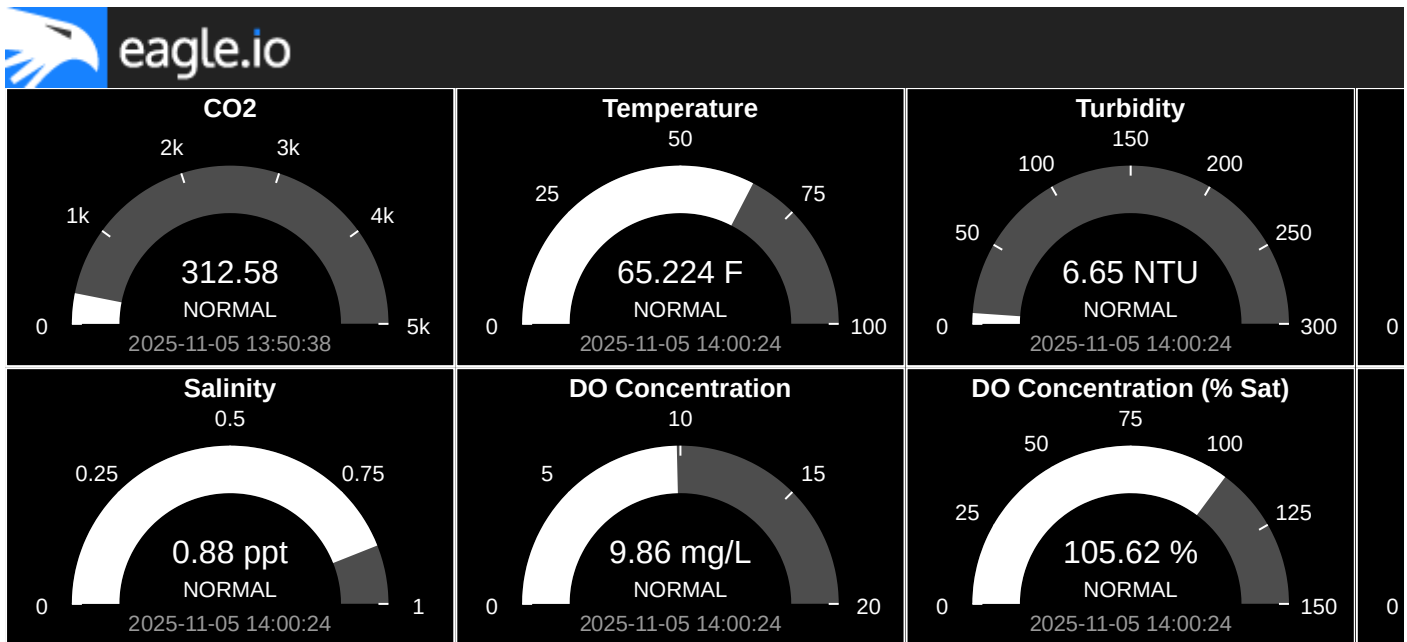 eagle.io
CO2
2k
3k
1k
4k
312.58
NORMAL
0
5k
2025-11-05 13:50:38
Temperature
50
25
75
65.224 F
NORMAL
0
100
2025-11-05 14:00:24
Turbidity
150
100
200
50
250
6.65 NTU
NORMAL
0
300
2025-11-05 14:00:24
0
Salinity
0.5
0.25
0.75
0.88 ppt
NORMAL
0
1
2025-11-05 14:00:24
DO Concentration
10
5
15
9.86 mg/L
NORMAL
0
20
2025-11-05 14:00:24
DO Concentration (% Sat)
75
50
100
25
125
105.62 %
NORMAL
0
150
2025-11-05 14:00:24
0